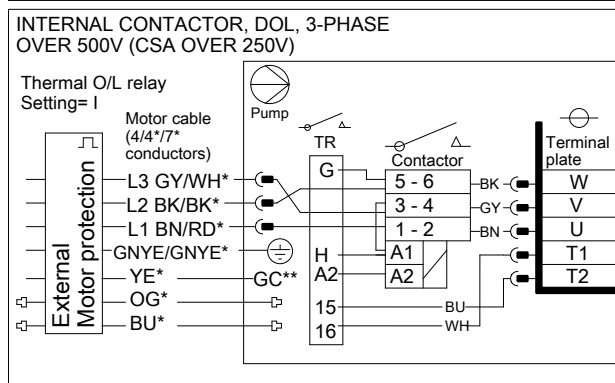 INTERNAL CONTACTOR, DOL, 3-PHASE
OVER 500V (CSA OVER 250V)
Thermal O/L relay
Setting= I
Motor cable
(4/4*/7*
conductors)
External
Motor protection
L3 GY/WH*
L2 BK/BK*
L1 BN/RD*
GNYE/GNYE*
YE*
OG*
BU*
GC**
Pump
TR
G
H
A2
15
16
Contactor
5 - 6
3 - 4
1 - 2
A1
A2
BK
GY
BN
BU
WH
Terminal
plate
W
V
U
T1
T2